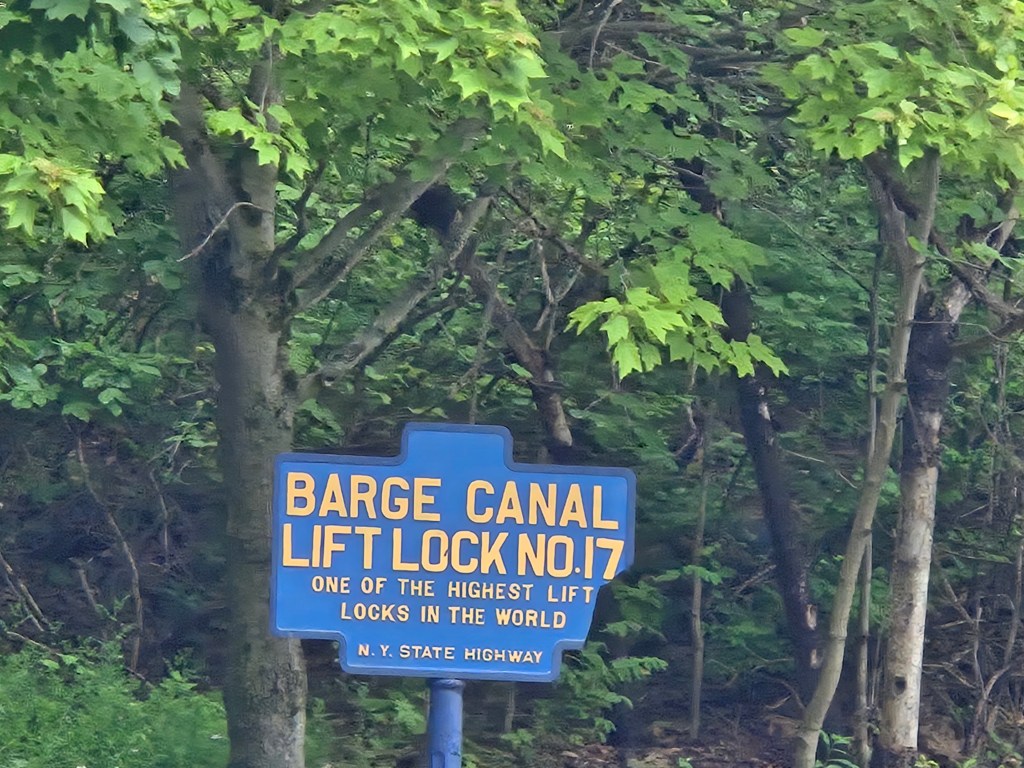 BARGE CANAL
LIFT LOCK NO. 17
ONE OF THE HIGHEST LIFT
LOCKS IN THE WORLD
N. Y. STATE HIGHWAY